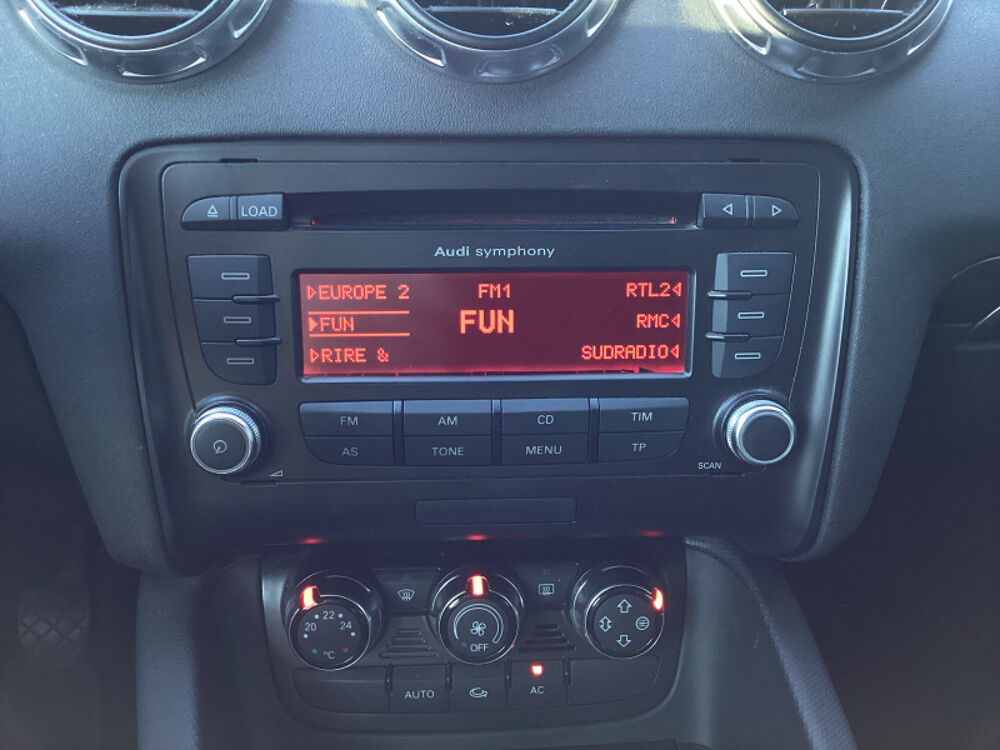 LOAD
Audi symphony
EUROPE 2 FM1 RTL2
FUN FUN RMC
RIRE & SUDRADIO
FM AM CD TIM
AS TONE MENU TP
SCAN
20 22 24
°C
OFF
AUTO AC